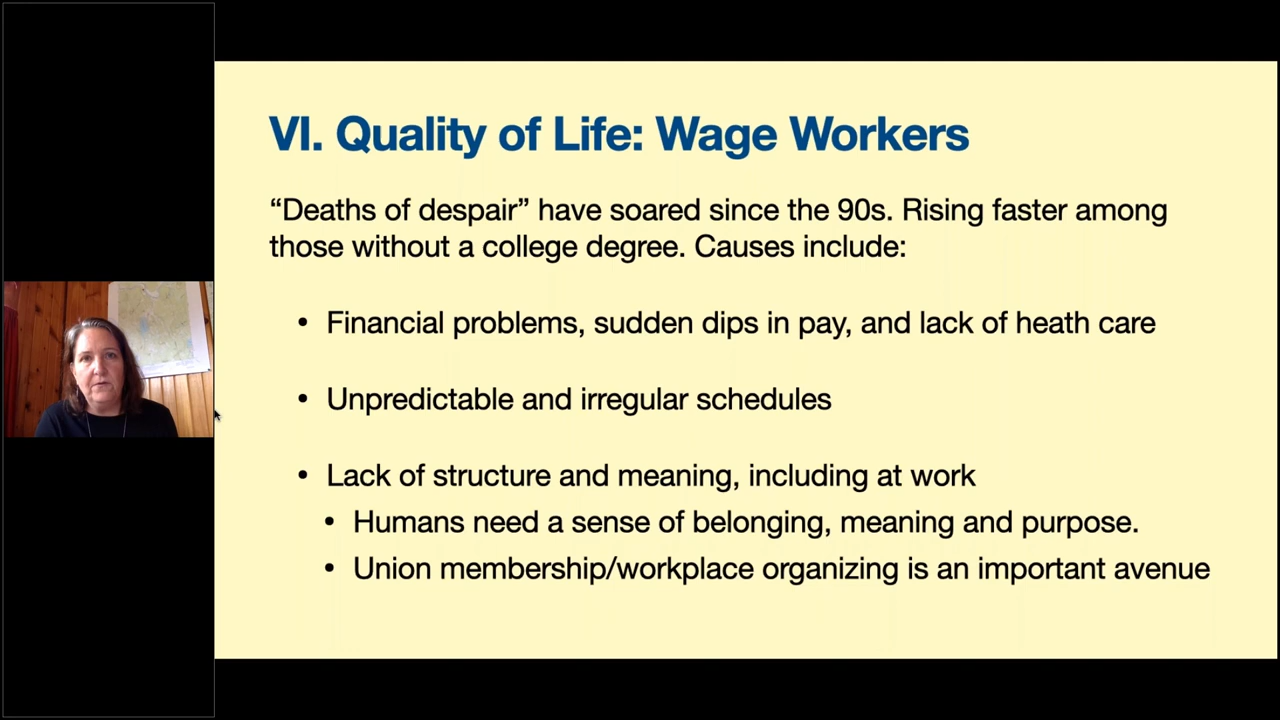 VI. Quality of Life: Wage Workers
“Deaths of despair” have soared since the 90s. Rising faster among
those without a college degree. Causes include:
• Financial problems, sudden dips in pay, and lack of heath care
• Unpredictable and irregular schedules
• Lack of structure and meaning, including at work
• Humans need a sense of belonging, meaning and purpose.
• Union membership/workplace organizing is an important avenue